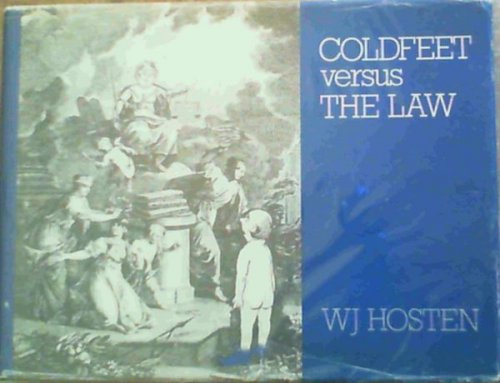 COLDFEET
versus
THE LAW
WJ HOSTEN